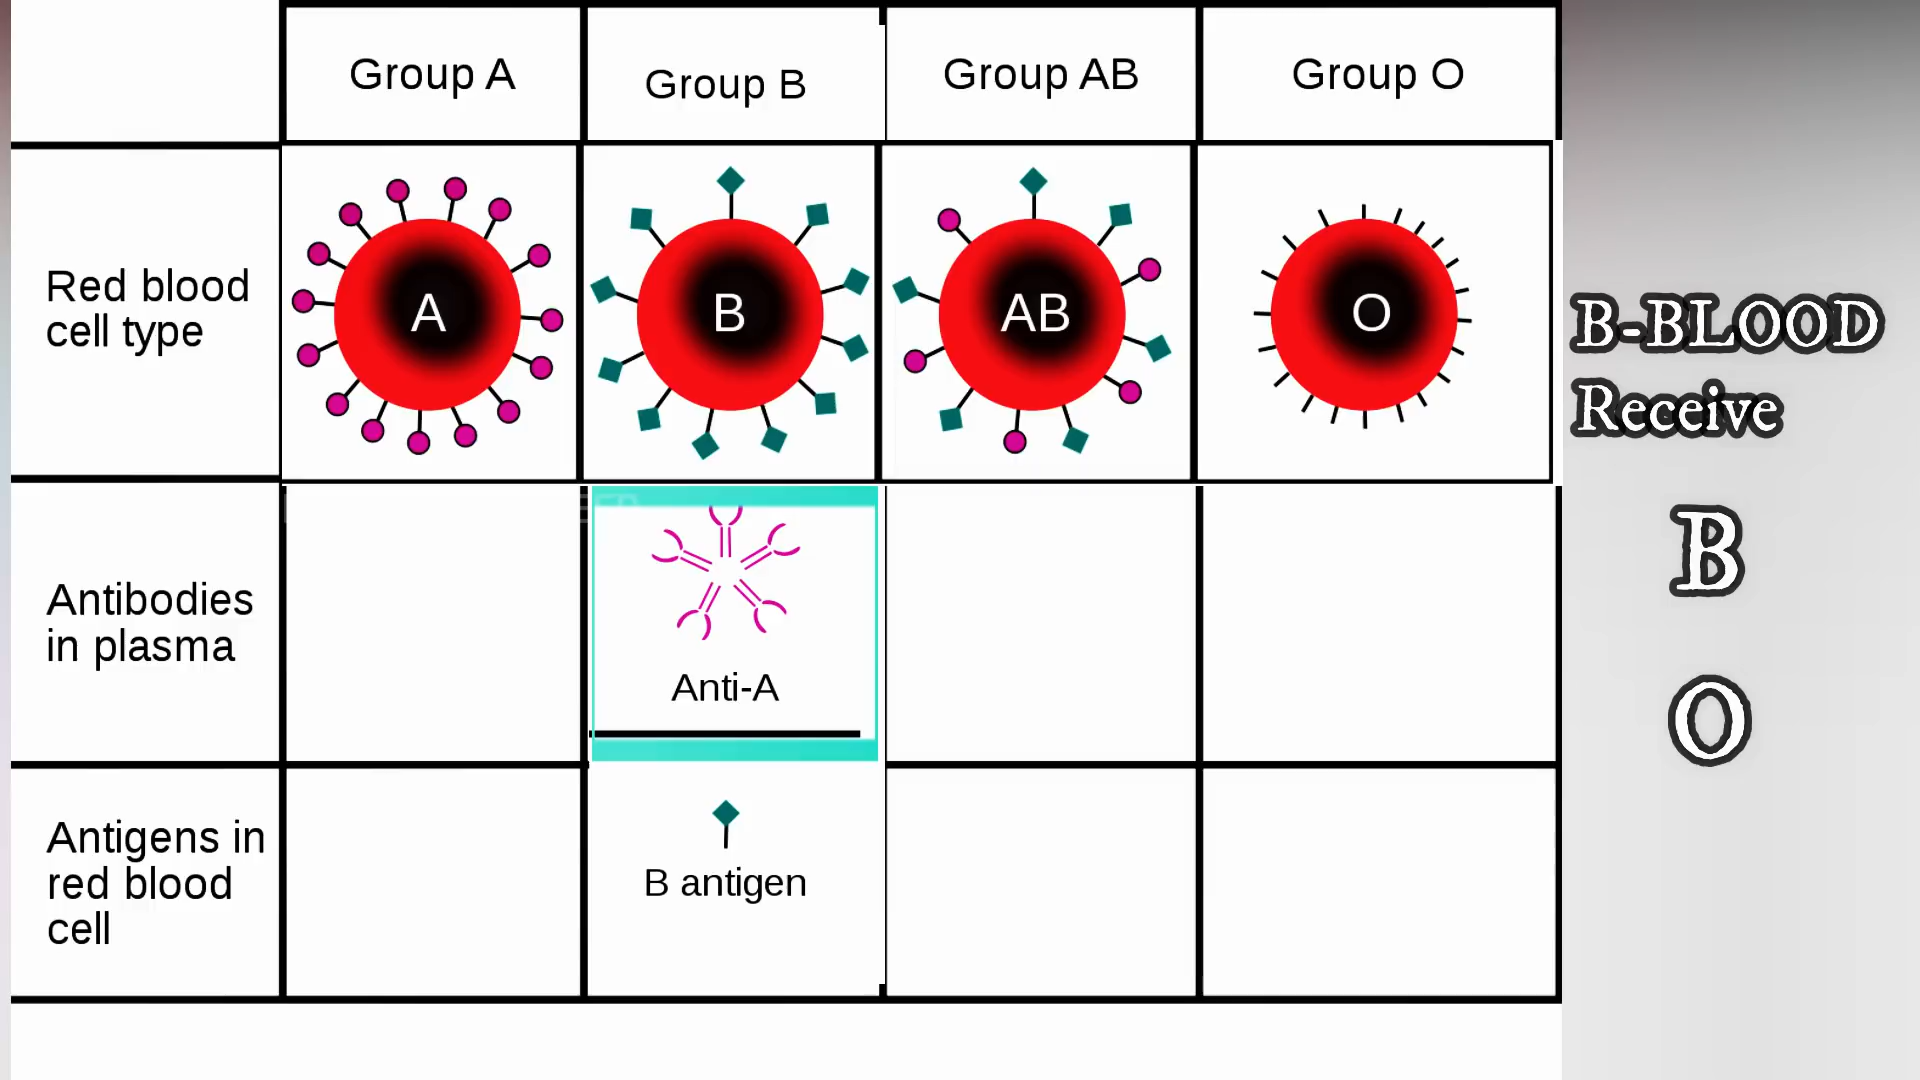 Group A
Group B
Group AB
Group O
Red blood
cell type
A
B
AB
O
B-BLOOD
Receive
B
O
Antibodies
in plasma
Anti-A
Antigens in
red blood
cell
B antigen